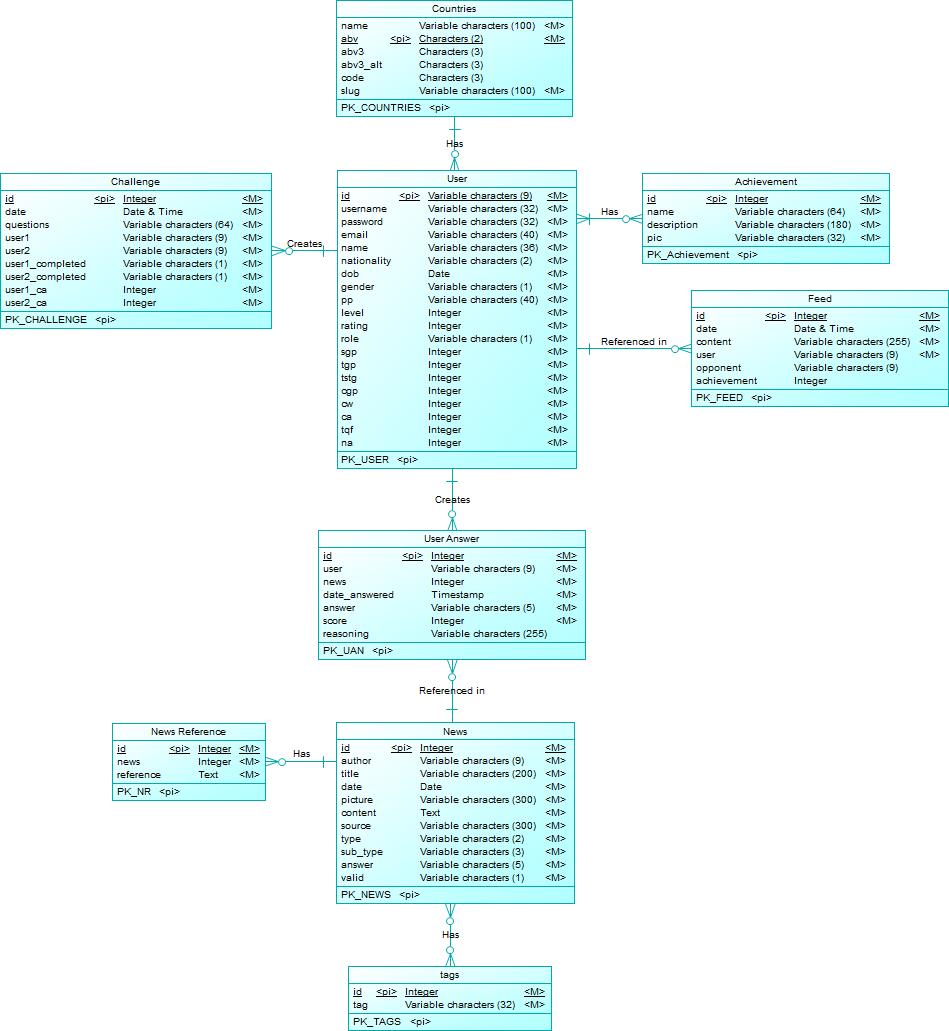 Countries
name Variable characters (100) <M>
abv <pi> Characters (2) <M>
abv3 Characters (3)
abv3_alt Characters (3)
code Characters (3)
slug Variable characters (100) <M>
PK_COUNTRIES <pi>
Has
Challenge
id <pi> Integer <M>
date Date & Time <M>
questions Variable characters (64) <M>
user1 Variable characters (9) <M>
user2 Variable characters (9) <M>
user1_completed Variable characters (1) <M>
user2_completed Variable characters (1) <M>
user1_ca Integer <M>
user2_ca Integer <M>
PK_CHALLENGE <pi>
Creates
User
id <pi> Variable characters (9) <M>
username Variable characters (32) <M>
password Variable characters (32) <M>
email Variable characters (40) <M>
name Variable characters (36) <M>
nationality Variable characters (2) <M>
dob Date <M>
gender Variable characters (1) <M>
pp Variable characters (40) <M>
level Integer <M>
rating Integer <M>
role Variable characters (1) <M>
sgp Integer <M>
tgp Integer <M>
tstg Integer <M>
cgp Integer <M>
cw Integer <M>
ca Integer <M>
tqf Integer <M>
na Integer <M>
PK_USER <pi>
Has
Achievement
id <pi> Integer <M>
name Variable characters (64) <M>
description Variable characters (180) <M>
pic Variable characters (32) <M>
PK_Achievement <pi>
Referenced in
Feed
id <pi> Integer <M>
date Date & Time <M>
content Variable characters (255) <M>
user Variable characters (9) <M>
opponent Variable characters (9)
achievement Integer
PK_FEED <pi>
Creates
User Answer
id <pi> Integer <M>
user Variable characters (9) <M>
news Integer <M>
date_answered Timestamp <M>
answer Variable characters (5) <M>
score Integer <M>
reasoning Variable characters (255)
PK_UAN <pi>
Referenced in
News Reference
id <pi> Integer <M>
news Integer <M>
reference Text <M>
PK_NR <pi>
Has
News
id <pi> Integer <M>
author Variable characters (9) <M>
title Variable characters (200) <M>
date Date <M>
picture Variable characters (300) <M>
content Text <M>
source Variable characters (300) <M>
type Variable characters (2) <M>
sub_type Variable characters (3) <M>
answer Variable characters (5) <M>
valid Variable characters (1) <M>
PK_NEWS <pi>
Has
tags
id <pi> Integer <M>
tag Variable characters (32) <M>
PK_TAGS <pi>